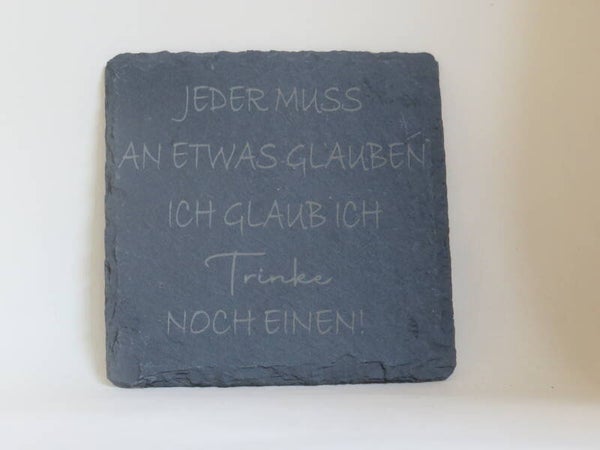 JEDER MUSS
AN ETWAS GLAUBEN
ICH GLAUB ICH
Trinke
NOCH EINEN!